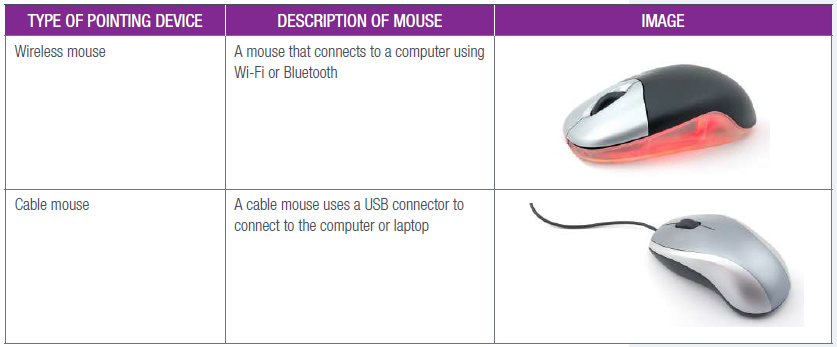 TYPE OF POINTING DEVICE
DESCRIPTION OF MOUSE
IMAGE
Wireless mouse
A mouse that connects to a computer using
Wi-Fi or Bluetooth
Cable mouse
A cable mouse uses a USB connector to
connect to the computer or laptop